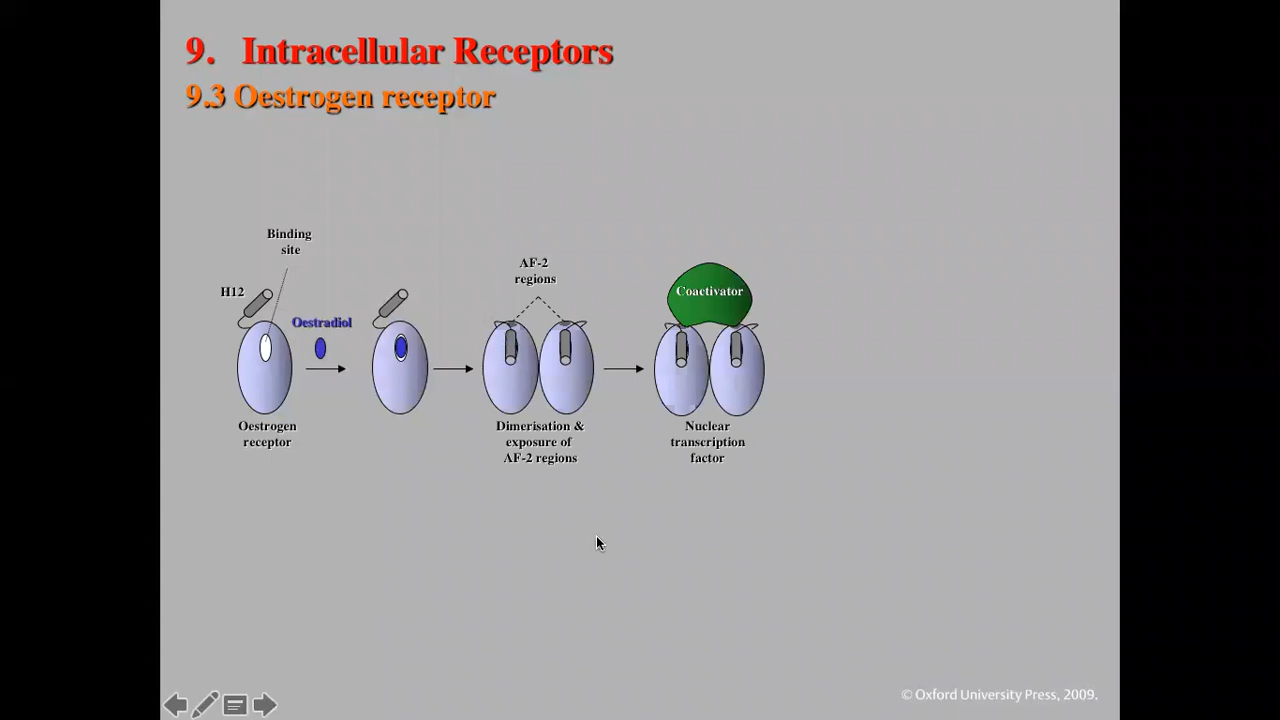 9. Intracellular Receptors
9.3 Oestrogen receptor
Binding
site
H12
Oestradiol
Oestrogen
receptor
AF-2
regions
Dimerisation &
exposure of
AF-2 regions
Coactivator
Nuclear
transcription
factor
© Oxford University Press, 2009.